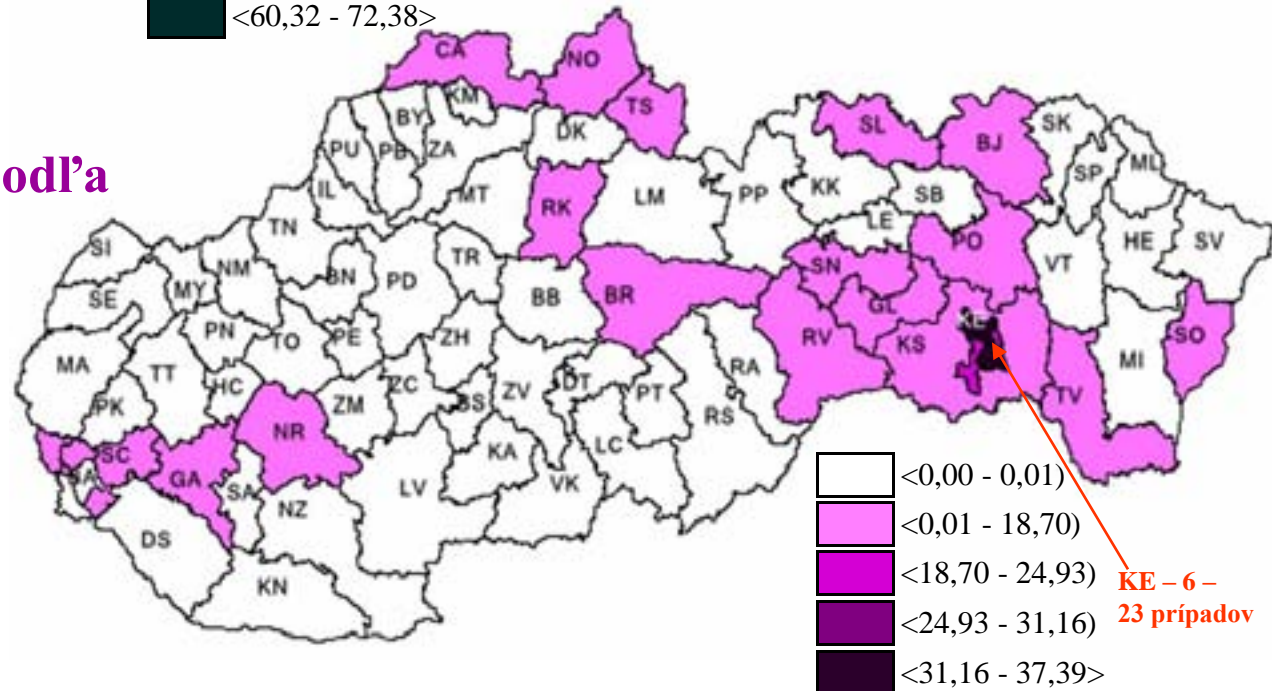 <60,32 - 72,38>
odľa
CA
NO
TS
KM
BY
DK
PU
PB
ZA
IL
MT
RK
LM
PP
SL
BJ
SK
ML
SP
KK
SB
LE
PO
HE
SV
VT
SI
TN
NM
BN
TR
PD
SE
MY
PN
TO
PE
BB
BR
SN
GL
RV
KS
SO
MI
TV
MA
TT
HC
ZH
ZC
ZV
DT
PT
RA
RS
PK
ZM
BS
NR
LC
KA
VK
SC
GA
SA
LV
NZ
DS
KN
<0,00 - 0,01)
<0,01 - 18,70)
<18,70 - 24,93)
<24,93 - 31,16)
<31,16 - 37,39>
KE – 6 –
23 prípadov